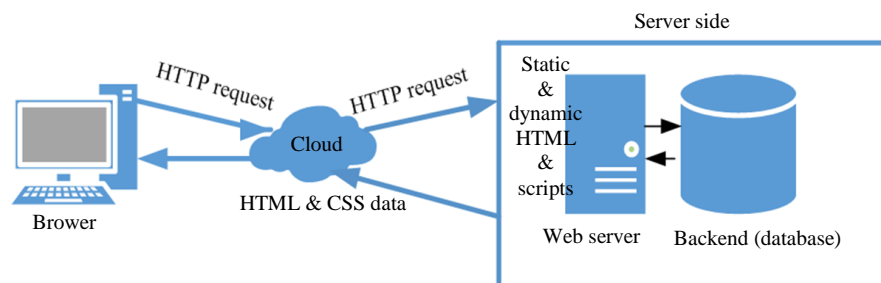 Server side
HTTP request
HTTP request
Static
&
dynamic
HTML
&
scripts
Cloud
HTML & CSS data
Brower
Web server
Backend (database)